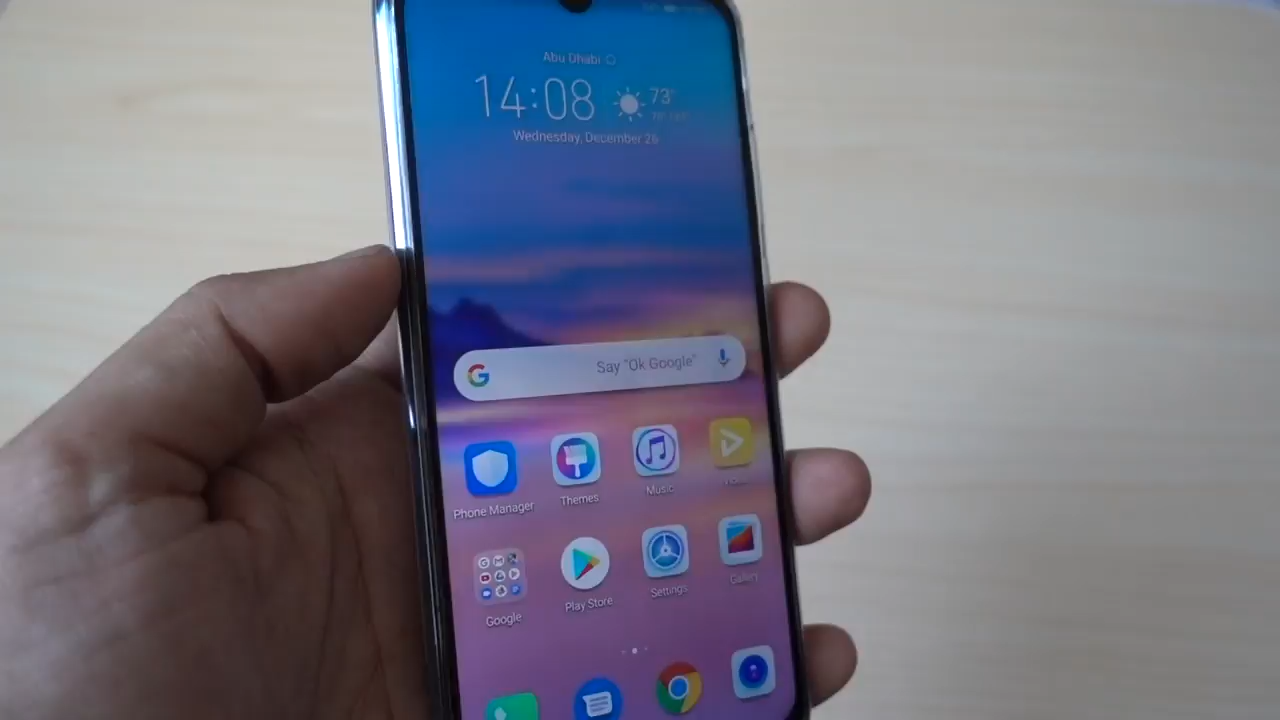 Abu Dhabi
14:08
73°
Wednesday, December 26
Say "Ok Google"
Phone Manager
Themes
Music
Google
Play Store
Settings
Gallery